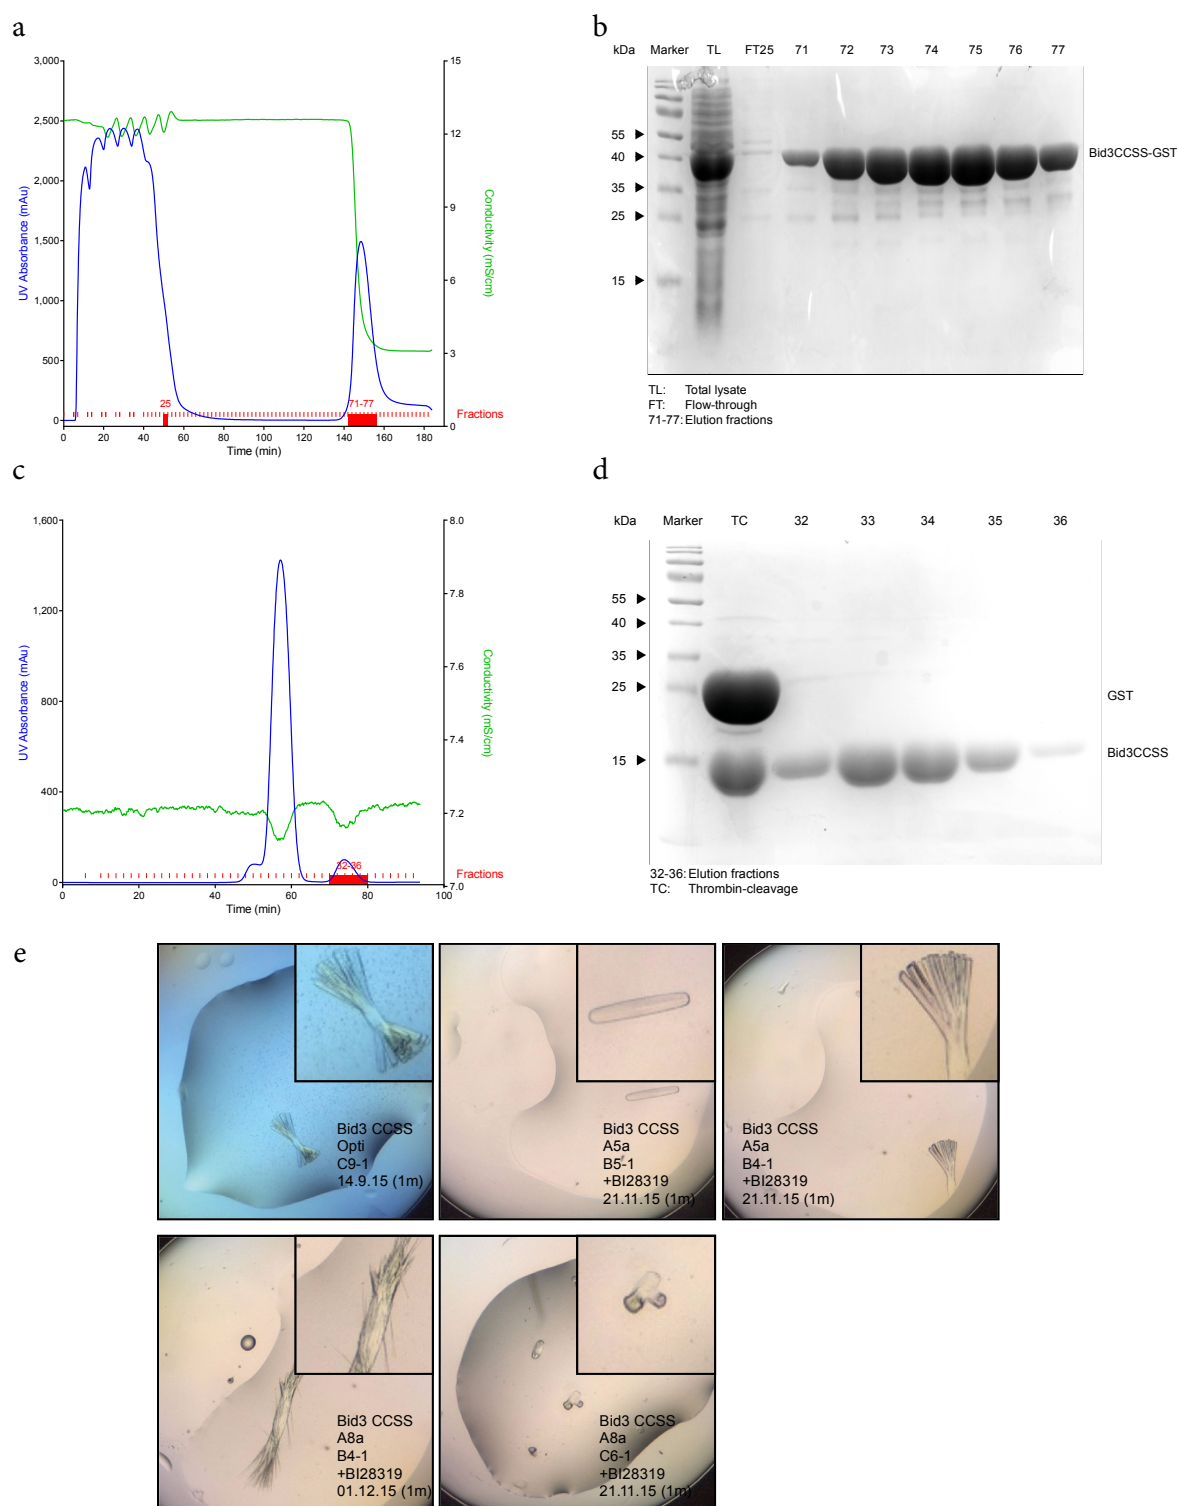 a
3,000
2,500
2,000
1,500
1,000
500
0
UV Absorbance (mAu)
15
12
9
6
3
0
Conductivity (mS/cm)
25
71-77
Fractions
0 20 40 60 80 100 120 140 160 180
Time (min)
b
kDa Marker TL FT25 71 72 73 74 75 76 77
55
40
35
25
15
Bid3CCSS-GST
TL: Total lysate
FT: Flow-through
71-77: Elution fractions
c
1,600
1,200
800
400
0
UV Absorbance (mAu)
8.0
7.8
7.6
7.4
7.2
7.0
Conductivity (mS/cm)
32-36
Fractions
0 20 40 60 80 100
Time (min)
d
kDa Marker TC 32 33 34 35 36
55
40
35
25
15
GST
Bid3CCSS
32-36: Elution fractions
TC: Thrombin-cleavage
e
Bid3 CCSS
Opti
C9-1
14.9.15 (1m)
Bid3 CCSS
A5a
B5-1
+BI28319
21.11.15 (1m)
Bid3 CCSS
A5a
B4-1
+BI28319
21.11.15 (1m)
Bid3 CCSS
A8a
B4-1
+BI28319
01.12.15 (1m)
Bid3 CCSS
A8a
C6-1
+BI28319
21.11.15 (1m)